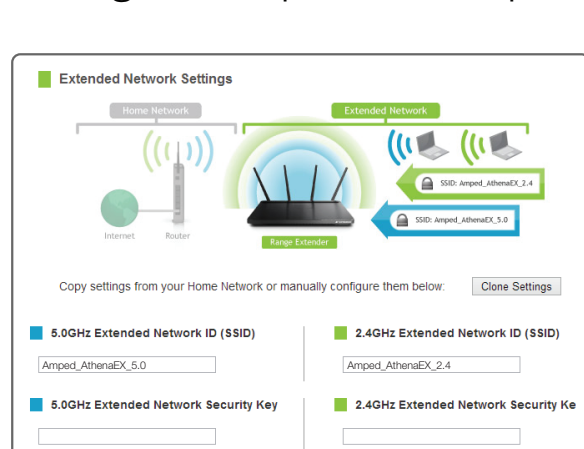 Extended Network Settings
Home Network
Extended Network
SSID: Amped_AthenaEX_2.4
SSID: Amped_AthenaEX_5.0
Internet
Router
Range Extender
Copy settings from your Home Network or manually configure them below:
Clone Settings
5.0GHz Extended Network ID (SSID)
2.4GHz Extended Network ID (SSID)
Amped_AthenaEX_5.0
Amped_AthenaEX_2.4
5.0GHz Extended Network Security Key
2.4GHz Extended Network Security Ke